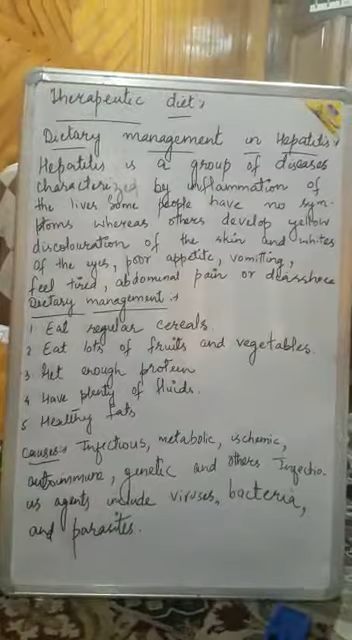 Therapeutic diet:
Dietary management in Hepatitis:
Hepatitis is a group of diseases
characterized by inflammation of
the liver. Some people have no sym-
ptoms whereas others develop yellow
discolouration of the skin and whites
of the eyes, poor appetite, vomitting,
feel tired, abdominal pain or
Dietary management :
1 Eat regular cereals.
2 Eat lots of fruits and vegetables.
3 Get enough protein
4 Have plenty of fluids.
5 Healthy fats
Causes: Infectious, metabolic, ischemic,
autoimmune, genetic and others Infectio-
us agents include viruses, bacteria,
and parasites.